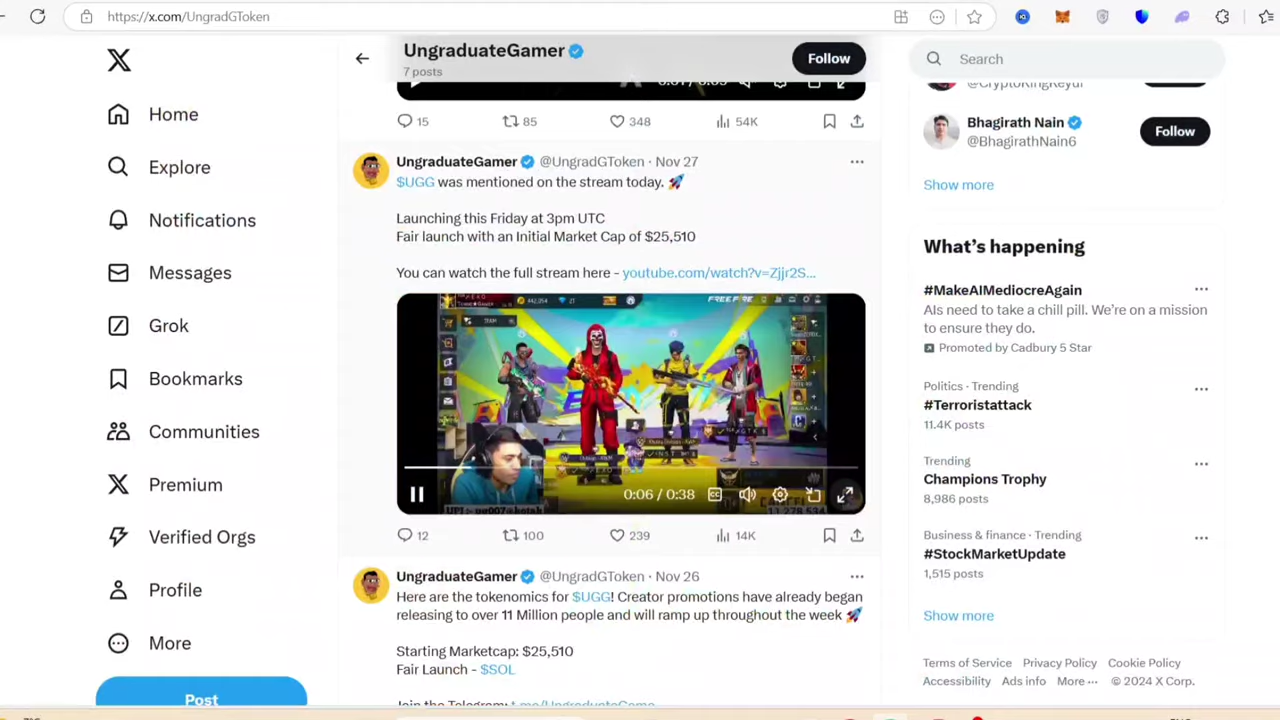 https://x.com/UngradGToken
UngraduateGamer
7 posts
Follow
Search
Home
Explore
Notifications
Messages
Grok
Bookmarks
Communities
Premium
Verified Orgs
Profile
More
Post
15 85 348 54K
UngraduateGamer @UngradGToken · Nov 27
$UGG was mentioned on the stream today. 🚀
Launching this Friday at 3pm UTC
Fair launch with an Initial Market Cap of $25,510
You can watch the full stream here - youtube.com/watch?v=Zjjr2S...
FREE FIRE
0:06 / 0:38
12 100 239 14K
UngraduateGamer @UngradGToken · Nov 26
Here are the tokenomics for $UGG! Creator promotions have already began
releasing to over 11 Million people and will ramp up throughout the week 🚀
Starting Marketcap: $25,510
Fair Launch - $SOL
Join the Telegram: t.me/UngraduateGame
@CryptoKingKeyur
Bhagirath Nain
@BhagirathNain6
Follow
Show more
What's happening
#MakeAIMediocreAgain
AIs need to take a chill pill. We're on a mission
to ensure they do.
Promoted by Cadbury 5 Star
Politics · Trending
#Terroristattack
11.4K posts
Trending
Champions Trophy
8,986 posts
Business & finance · Trending
#StockMarketUpdate
1,515 posts
Show more
Terms of Service Privacy Policy Cookie Policy
Accessibility Ads info More ··· © 2024 X Corp.